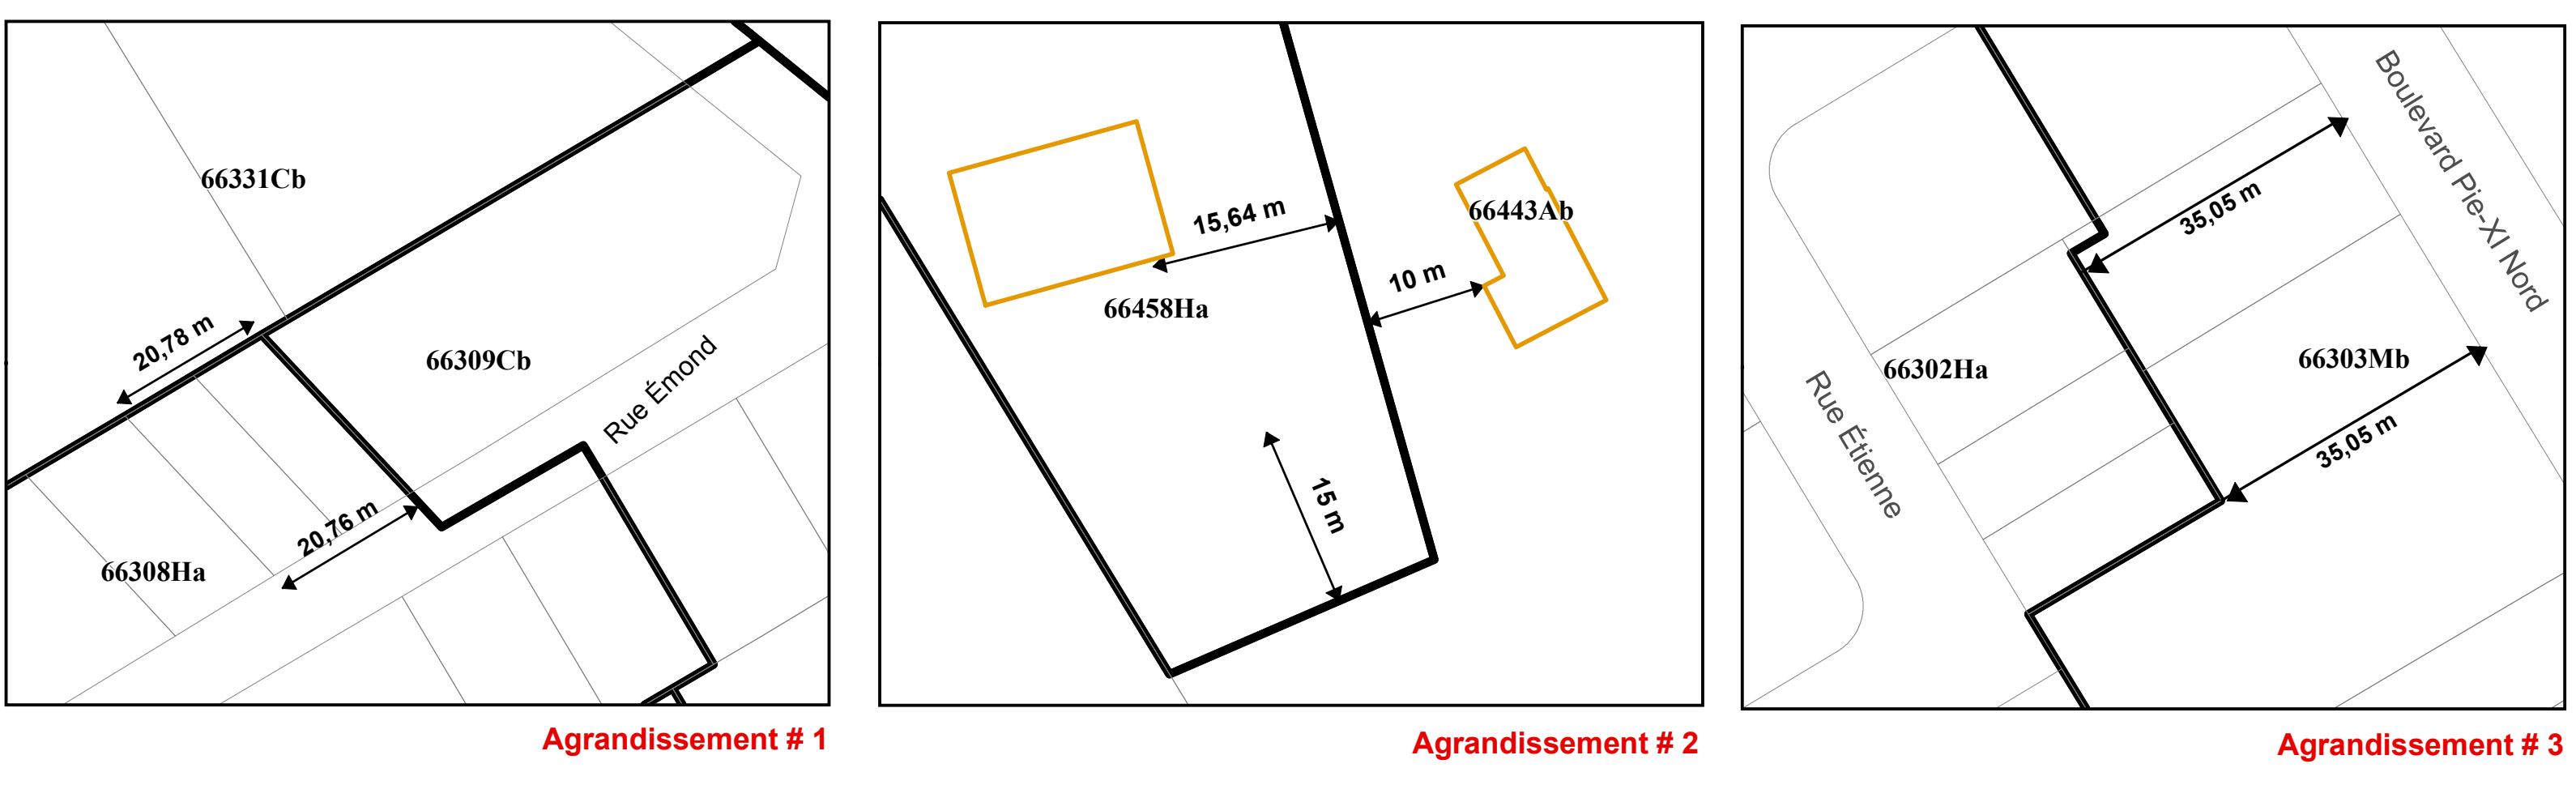 66331Cb
20,78 m
66309Cb
Rue Émond
20,76 m
66308Ha
Agrandissement # 1
15,64 m
66443Ab
10 m
66458Ha
15 m
Agrandissement # 2
Boulevard Pie-XI Nord
35,05 m
66302Ha
66303Mb
Rue Étienne
35,05 m
Agrandissement # 3